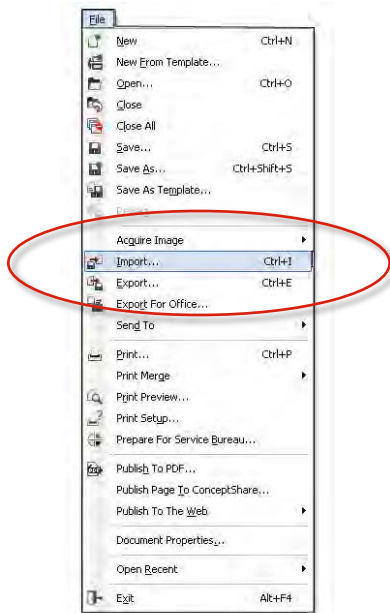 File
New Ctrl+N
New From Template...
Open... Ctrl+O
Close
Close All
Save... Ctrl+S
Save As... Ctrl+Shift+S
Save As Template...
Acquire Image
Import... Ctrl+I
Export... Ctrl+E
Export For Office...
Send To
Print... Ctrl+P
Print Merge
Print Preview...
Print Setup...
Prepare For Service Bureau...
Publish To PDF...
Publish Page To ConceptShare...
Publish To The Web
Document Properties...
Open Recent
Exit Alt+F4